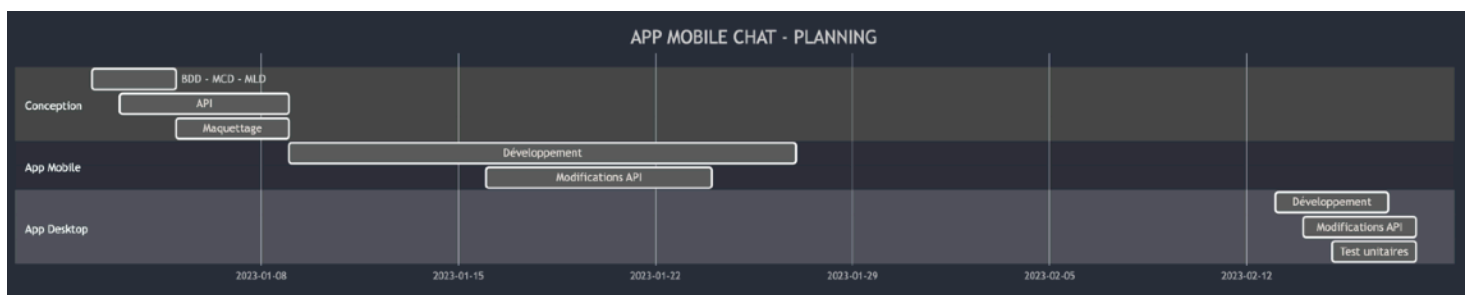 APP MOBILE CHAT - PLANNING
BDD - MCD - MLD
Conception
API
Maquettage
Développement
App Mobile
Modifications API
Développement
App Desktop
Modifications API
Test unitaires
2023-01-08
2023-01-15
2023-01-22
2023-01-29
2023-02-05
2023-02-12